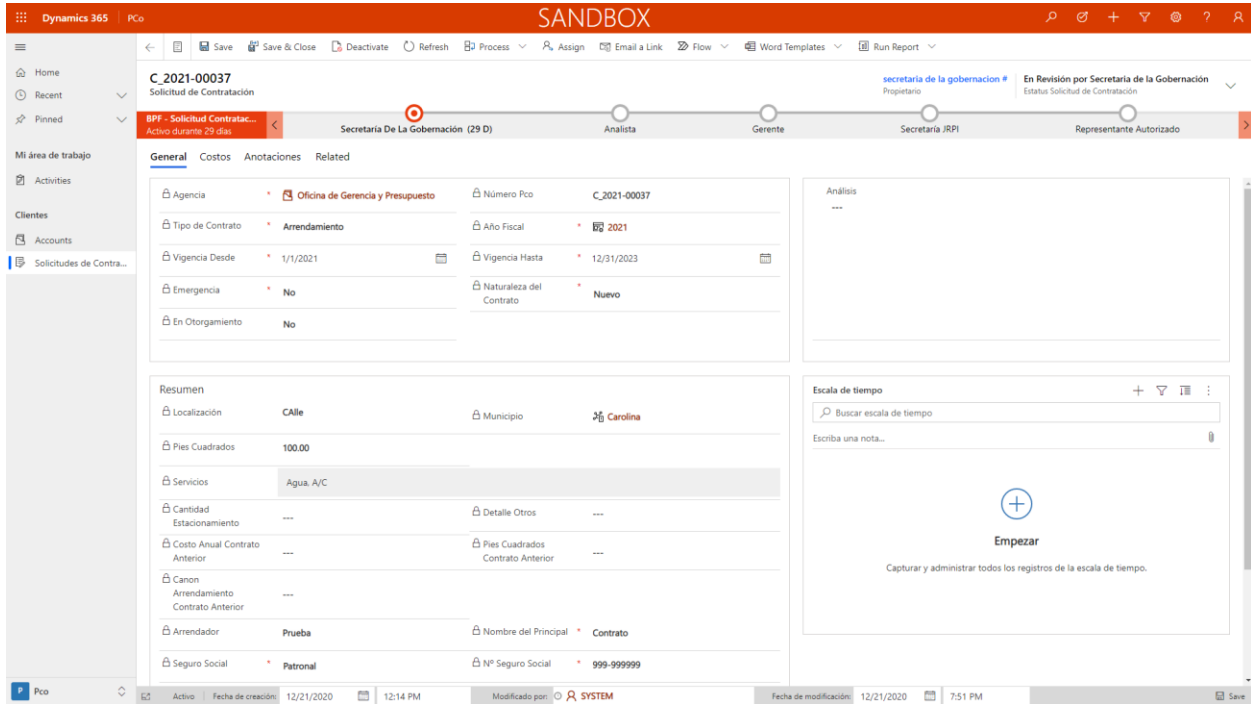 Dynamics 365 PCo SANDBOX
Save Save & Close Deactivate Refresh Process Assign Email a Link Flow Word Templates Run Report
Home
Recent
Pinned
Mi área de trabajo
Activities
Clientes
Accounts
Solicitudes de Contra...
C_2021-00037
Solicitud de Contratación
secretaria de la gobernacion #
Propietario
En Revisión por Secretaria de la Gobernación
Estatus Solicitud de Contratación
BPF - Solicitud Contratac...
Activo durante 29 días
Secretaría De La Gobernación (29 D) Analista Gerente Secretaría JRPI Representante Autorizado
General Costos Anotaciones Related
Agencia * Oficina de Gerencia y Presupuesto Número Pco C_2021-00037
Tipo de Contrato * Arrendamiento Año Fiscal * 2021
Vigencia Desde * 1/1/2021 Vigencia Hasta * 12/31/2023
Emergencia * No Naturaleza del
Contrato * Nuevo
En Otorgamiento No
Análisis
---
Resumen
Localización CAlle Municipio Carolina
Pies Cuadrados 100.00
Servicios Agua, A/C
Cantidad
Estacionamiento --- Detalle Otros ---
Costo Anual Contrato
Anterior --- Pies Cuadrados
Contrato Anterior ---
Canon
Arrendamiento
Contrato Anterior ---
Arrendador Prueba Nombre del Principal * Contrato
Seguro Social * Patronal Nº Seguro Social * 999-999999
Escala de tiempo
Buscar escala de tiempo
Escriba una nota...
Empezar
Capturar y administrar todos los registros de la escala de tiempo.
P Pco
Activo Fecha de creación: 12/21/2020 12:14 PM Modificado por: SYSTEM Fecha de modificación: 12/21/2020 7:51 PM Save